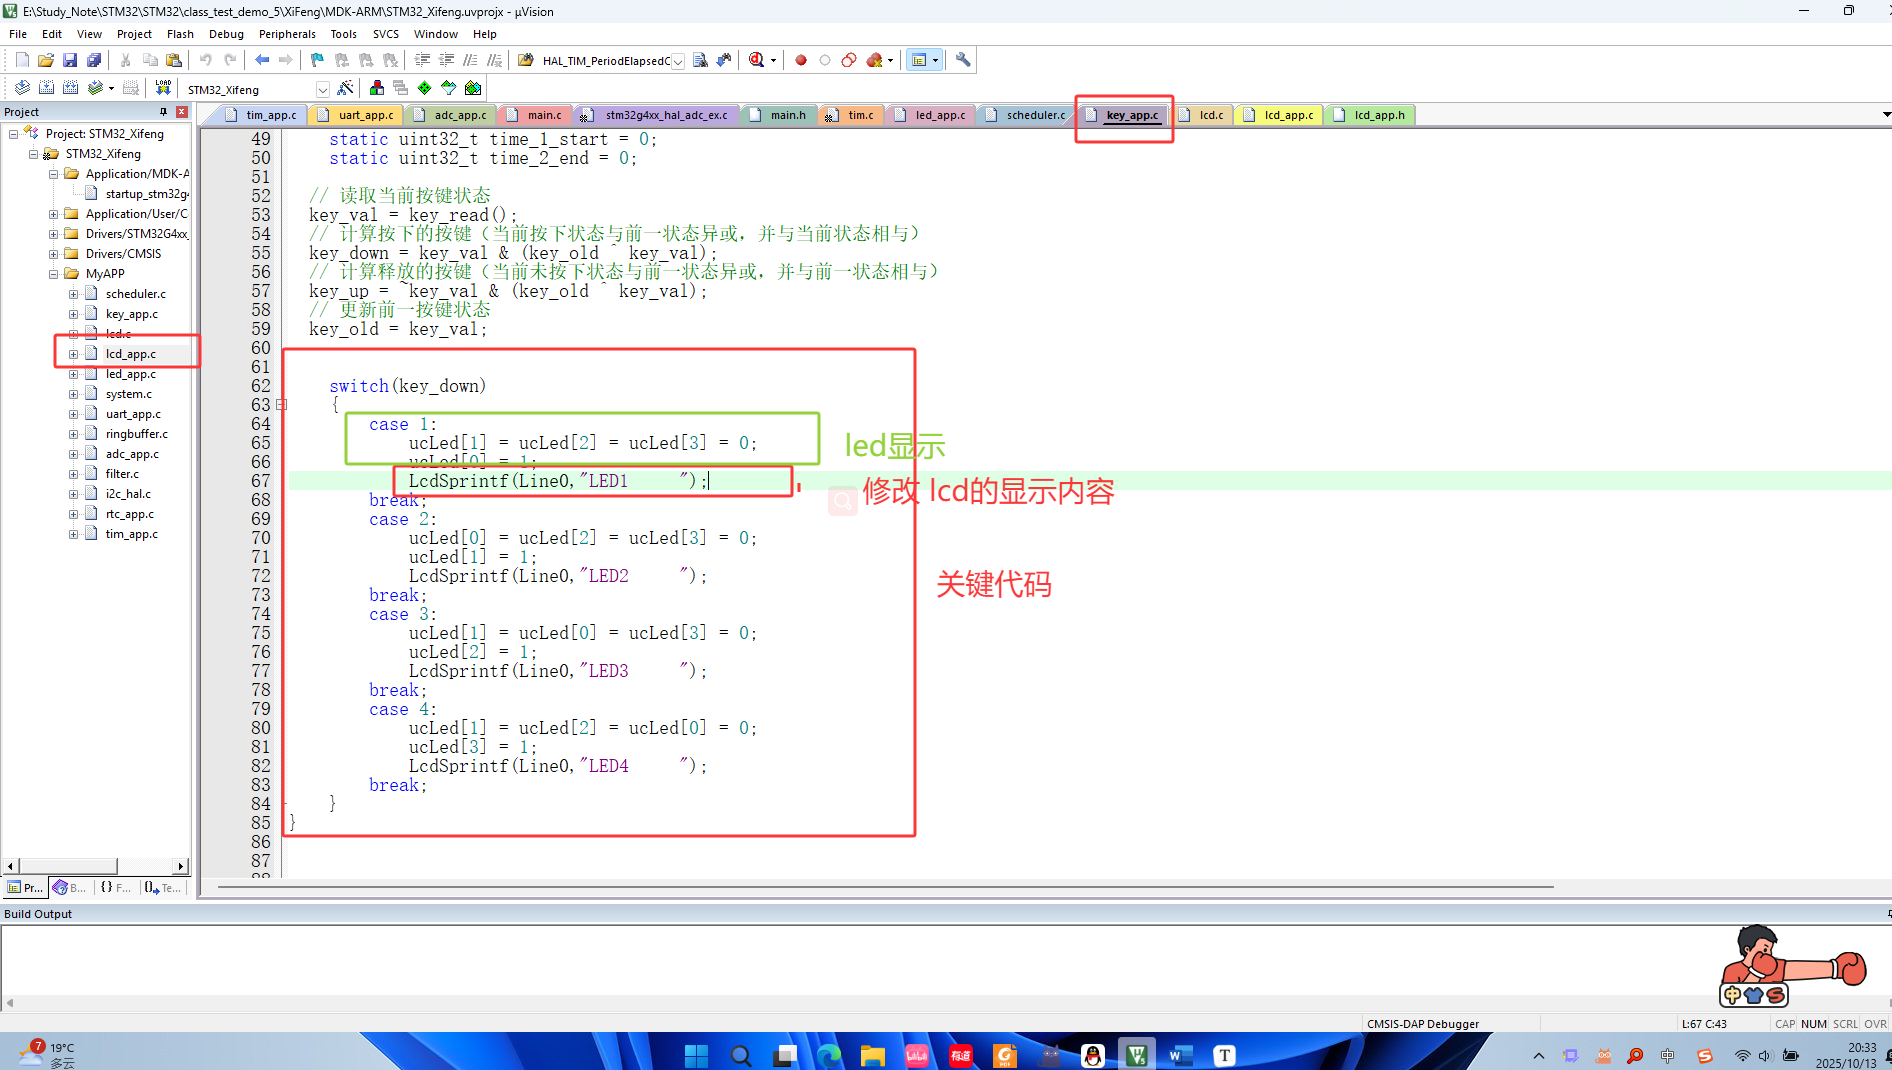 E:\Study_Note\STM32\STM32\class_test_demo_5\XiFeng\MDK-ARM\STM32_Xifeng.uvprojx - µVision
File Edit View Project Flash Debug Peripherals Tools SVCS Window Help
HAL_TIM_PeriodElapsedC
LOAD
STM32_Xifeng
Project
tim_app.c uart_app.c adc_app.c main.c stm32g4xx_hal_adc_ex.c main.h tim.c led_app.c scheduler.c key_app.c lcd.c lcd_app.c lcd_app.h
Project: STM32_Xifeng
STM32_Xifeng
Application/MDK-A
startup_stm32g4
Application/User/C
Drivers/STM32G4xx_
Drivers/CMSIS
MyAPP
scheduler.c
key_app.c
lcd.c
lcd_app.c
led_app.c
system.c
uart_app.c
ringbuffer.c
adc_app.c
filter.c
i2c_hal.c
rtc_app.c
tim_app.c
Pr... B... {} F... Te...
49 static uint32_t time_1_start = 0;
50 static uint32_t time_2_end = 0;
51
52 // 读取当前按键状态
53 key_val = key_read();
54 // 计算按下的按键（当前按下状态与前一状态异或，并与当前状态相与）
55 key_down = key_val & (key_old ^ key_val);
56 // 计算释放的按键（当前未按下状态与前一状态异或，并与前一状态相与）
57 key_up = ~key_val & (key_old ^ key_val);
58 // 更新前一按键状态
59 key_old = key_val;
60
61
62 switch(key_down)
63 {
64 case 1:
65 ucLed[1] = ucLed[2] = ucLed[3] = 0;
66 ucLed[0] = 1;
67 LcdSprintf(Line0,"LED1     ");
68 break;
69 case 2:
70 ucLed[0] = ucLed[2] = ucLed[3] = 0;
71 ucLed[1] = 1;
72 LcdSprintf(Line0,"LED2     ");
73 break;
74 case 3:
75 ucLed[1] = ucLed[0] = ucLed[3] = 0;
76 ucLed[2] = 1;
77 LcdSprintf(Line0,"LED3     ");
78 break;
79 case 4:
80 ucLed[1] = ucLed[2] = ucLed[0] = 0;
81 ucLed[3] = 1;
82 LcdSprintf(Line0,"LED4     ");
83 break;
84 }
85 }
86
87
88
led显示
修改 lcd的显示内容
关键代码
Build Output
中 S
CMSIS-DAP Debugger L:67 C:43 CAP NUM SCRL OVR
7 19°C
多云
有道 W T 中 S
20:33
2025/10/13